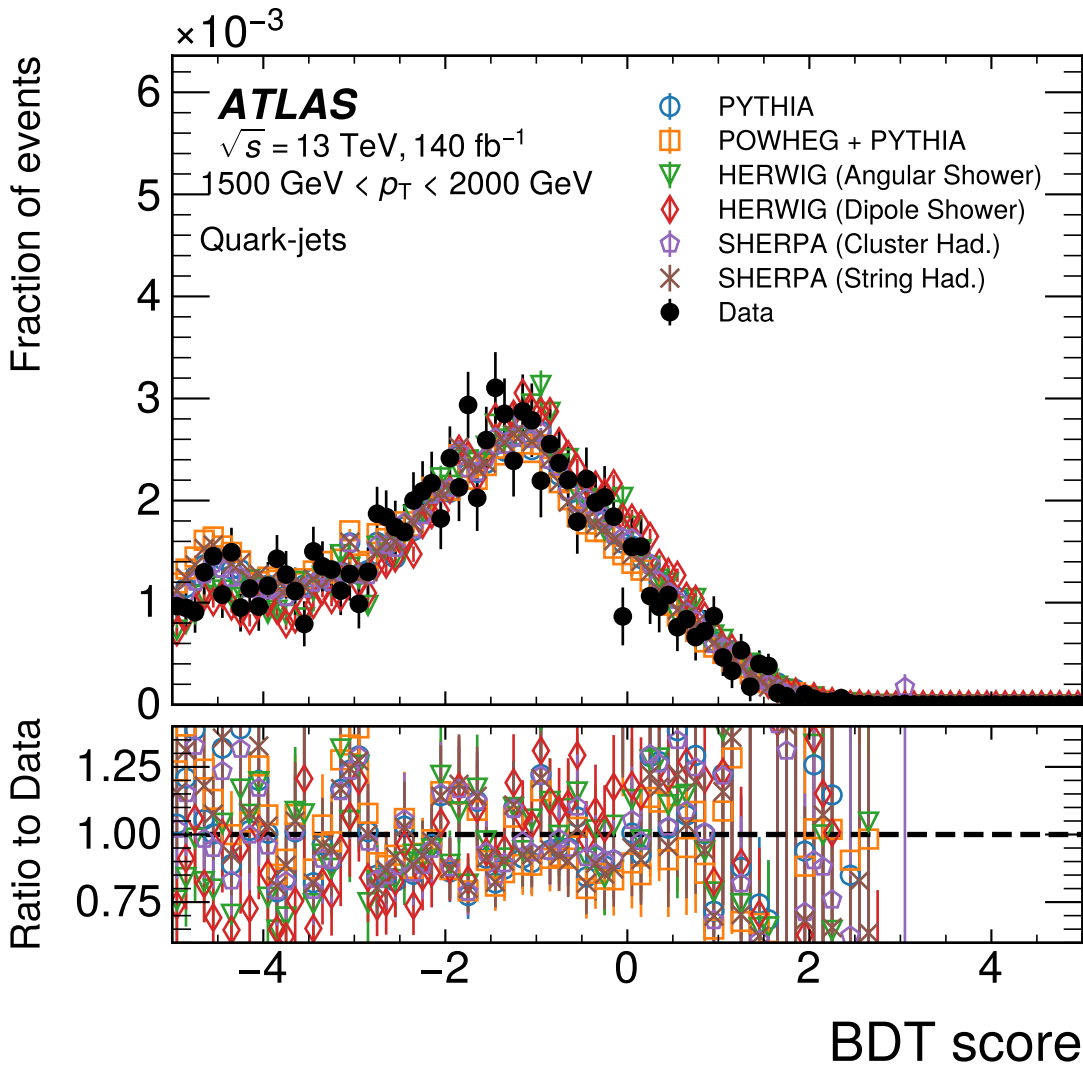 ×10⁻³
Fraction of events
6
5
4
3
2
1
0
ATLAS
√s = 13 TeV, 140 fb⁻¹
1500 GeV < pT < 2000 GeV
Quark-jets
PYTHIA
POWHEG + PYTHIA
HERWIG (Angular Shower)
HERWIG (Dipole Shower)
SHERPA (Cluster Had.)
SHERPA (String Had.)
Data
Ratio to Data
1.25
1.00
0.75
−4 −2 0 2 4
BDT score